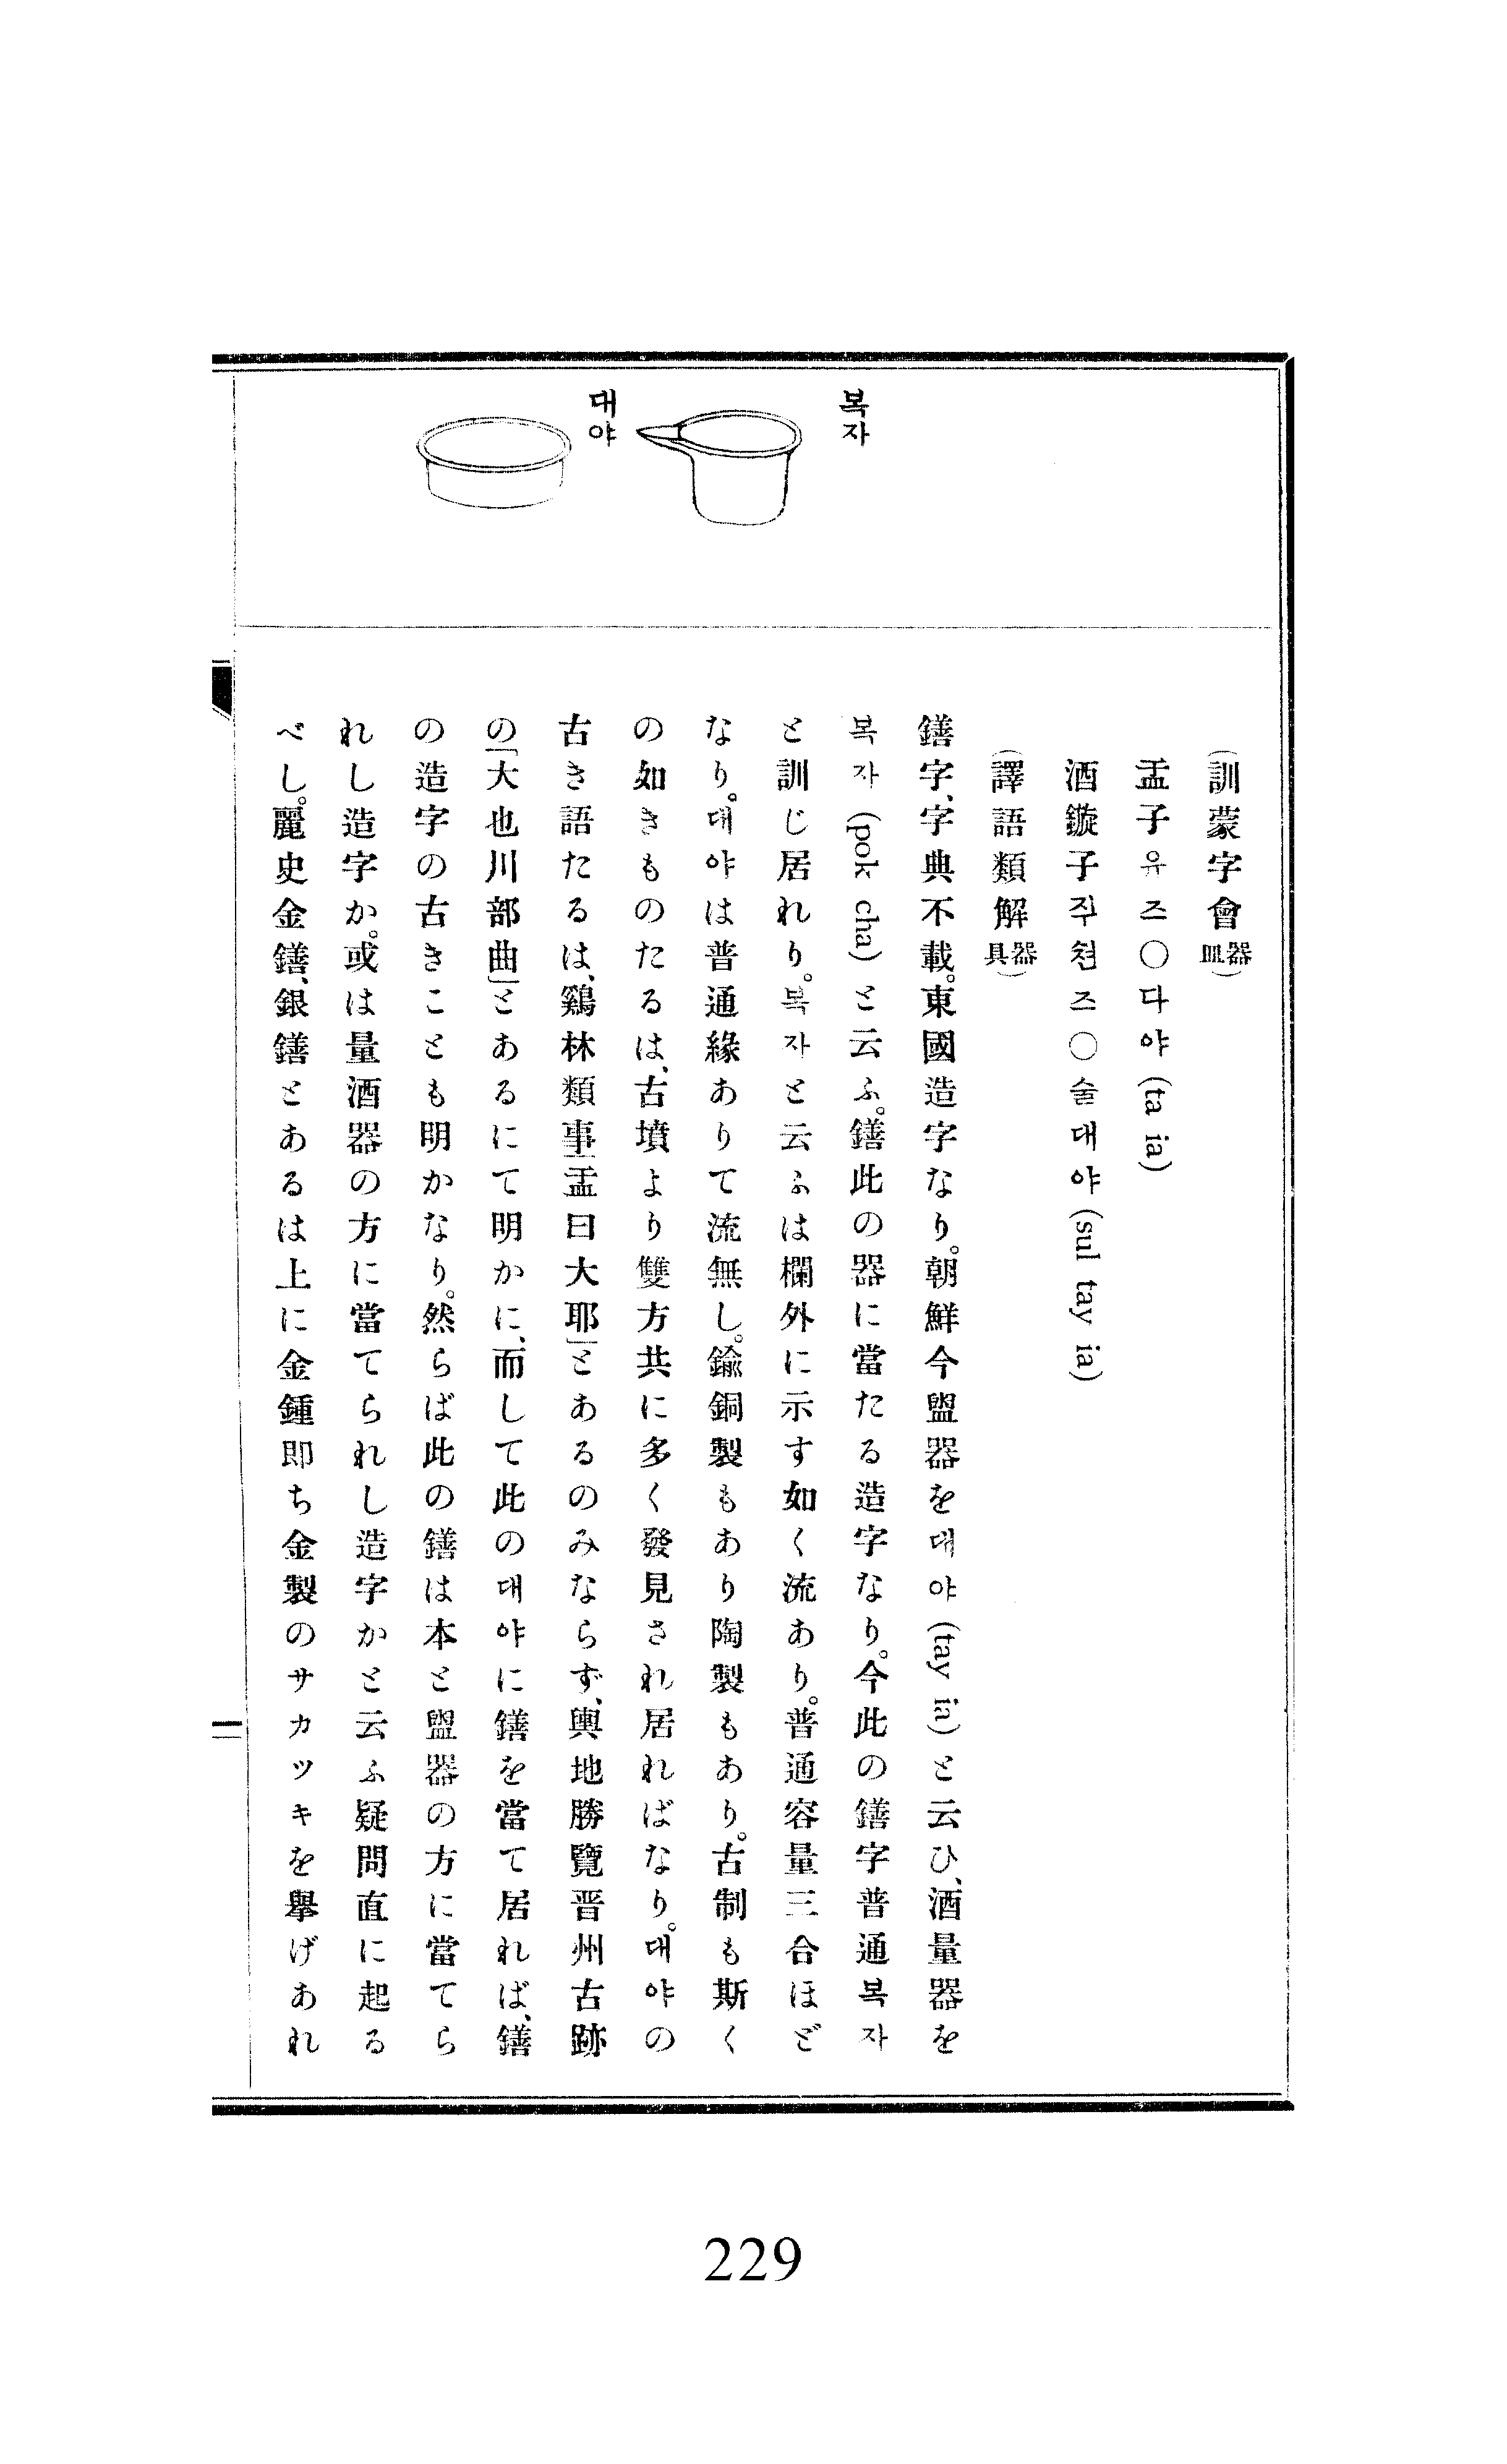 복자
대야
(訓蒙字會器皿)
盂子유즈〇다야(ta ia)
酒鏇子쥬쉰즈〇술대야(sul tay ia)
(譯語類解器具)
鐥字、字典不載。東國造字なり。朝鮮今盥器を대야(tay ia)と云ひ、酒量器を
복자(pok cha)と云ふ。鐥此の器に當たる造字なり。今此の鐥字普通복자
と訓じ居れり。복자と云ふは欄外に示す如く流あり。普通容量三合ほど
なり。대야は普通緣ありて流無し。鍮銅製もあり陶製もあり。古制も斯く
の如きものたるは、古墳より雙方共に多く發見され居ればなり。대야の
古き語たるは、鷄林類事「盂曰大耶」とあるのみならず、輿地勝覽晋州古跡
の「大也川部曲」とあるにて明かに、而して此の대야に鐥を當て居れば、鐥
の造字の古きことも明かなり。然らば此の鐥は本と盥器の方に當てら
れし造字か。或は量酒器の方に當てられし造字かと云ふ疑問直に起る
べし。麗史金鐥、銀鐥とあるは上に金鍾即ち金製のサカツキを擧げあれ
二
229